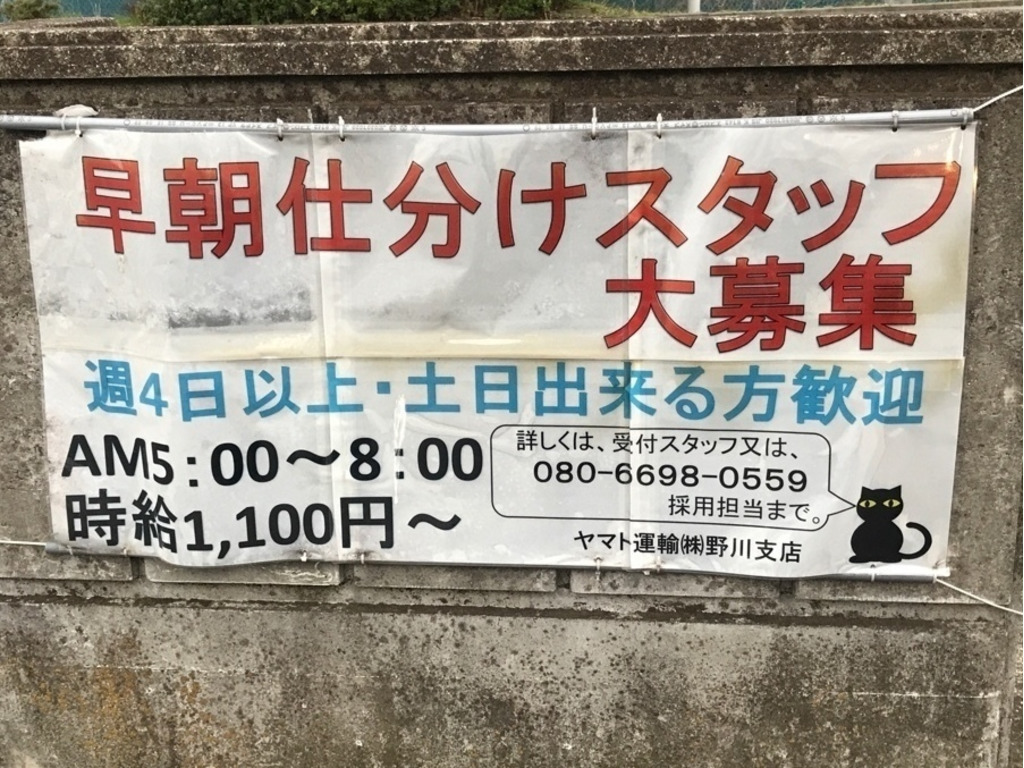 早朝仕分けスタッフ
大募集
週4日以上・土日出来る方歓迎
AM5:00～8:00
時給1,100円～
詳しくは、受付スタッフ又は、
080-6698-0559
採用担当まで。
ヤマト運輸㈱野川支店